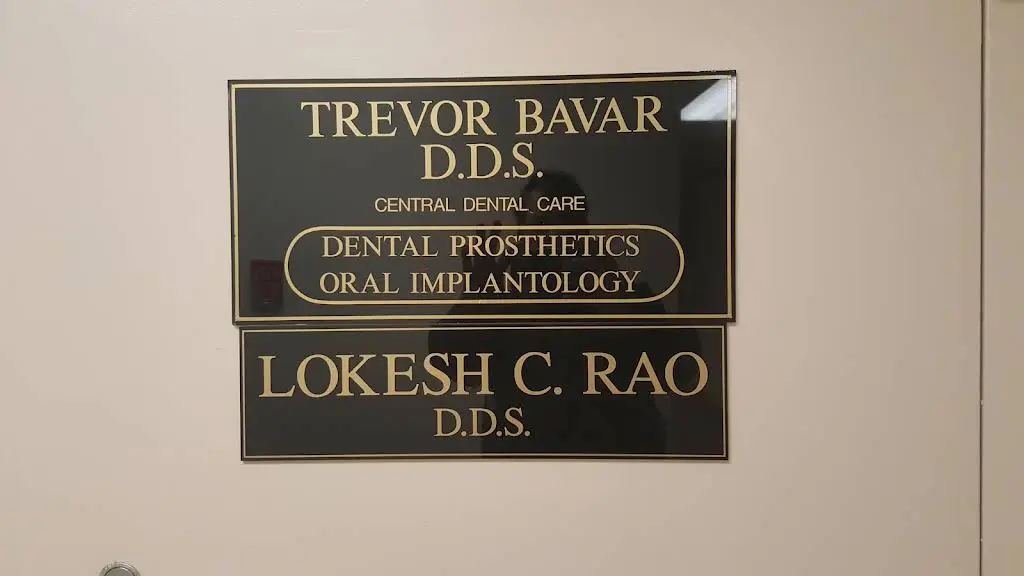 TREVOR BAVAR
D.D.S.
CENTRAL DENTAL CARE
DENTAL PROSTHETICS
ORAL IMPLANTOLOGY
LOKESH C. RAO
D.D.S.